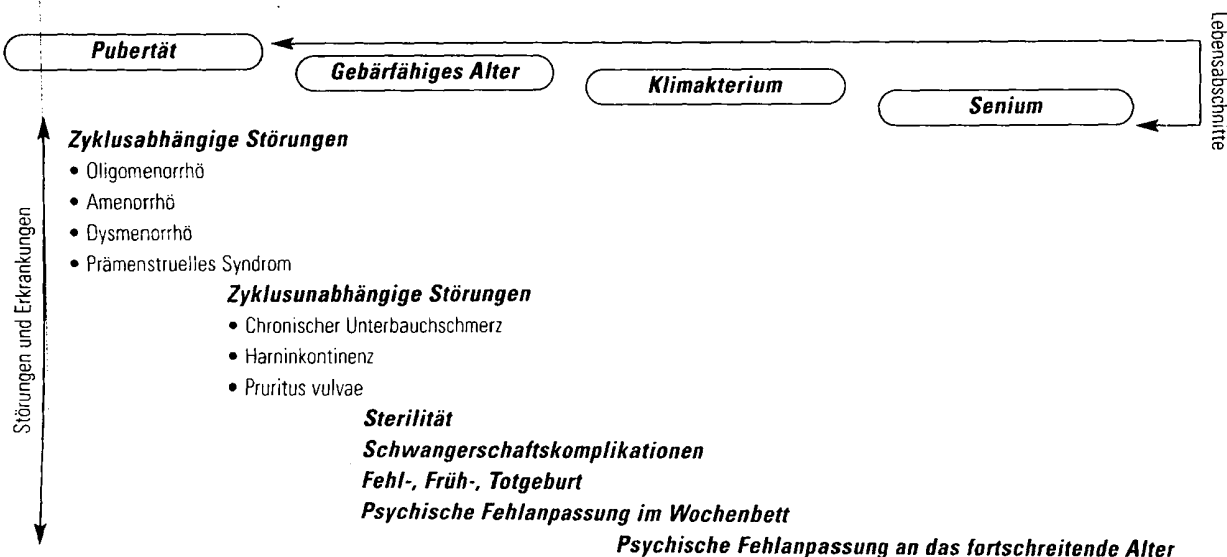 Pubertät
Gebärfähiges Alter
Klimakterium
Senium
Lebensabschnitte
Störungen und Erkrankungen
Zyklusabhängige Störungen
• Oligomenorrhö
• Amenorrhö
• Dysmenorrhö
• Prämenstruelles Syndrom
Zyklusunabhängige Störungen
• Chronischer Unterbauchschmerz
• Harninkontinenz
• Pruritus vulvae
Sterilität
Schwangerschaftskomplikationen
Fehl-, Früh-, Totgeburt
Psychische Fehlanpassung im Wochenbett
Psychische Fehlanpassung an das fortschreitende Alter